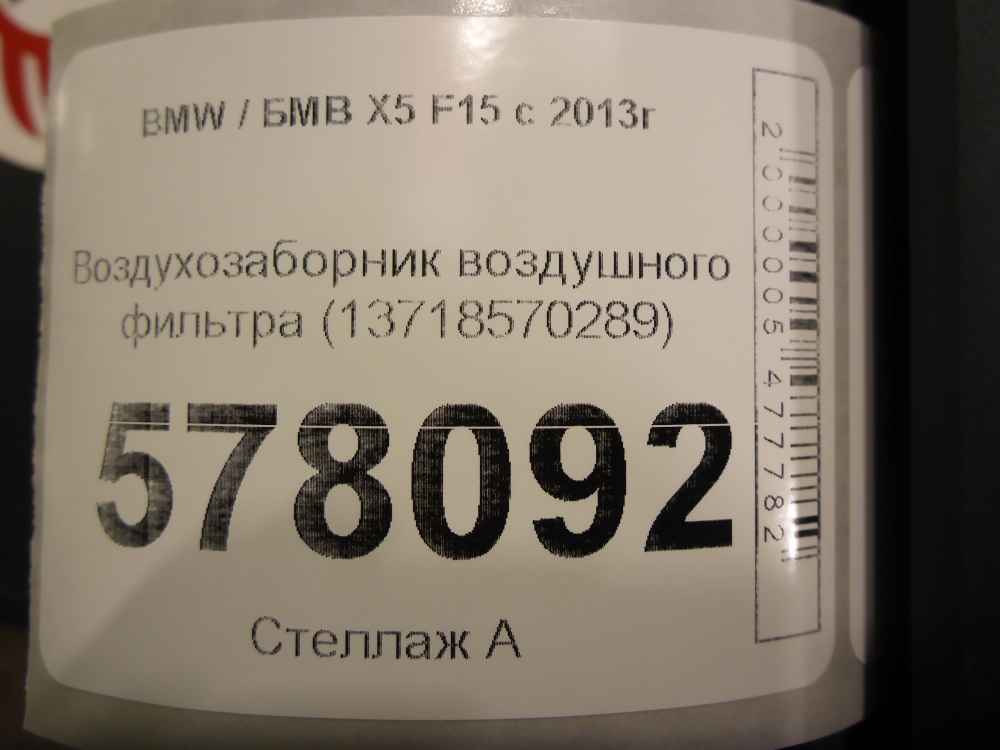 BMW / БМВ X5 F15 с 2013г
Воздухозаборник воздушного
фильтра (13718570289)
578092
Стеллаж А
2000005477782